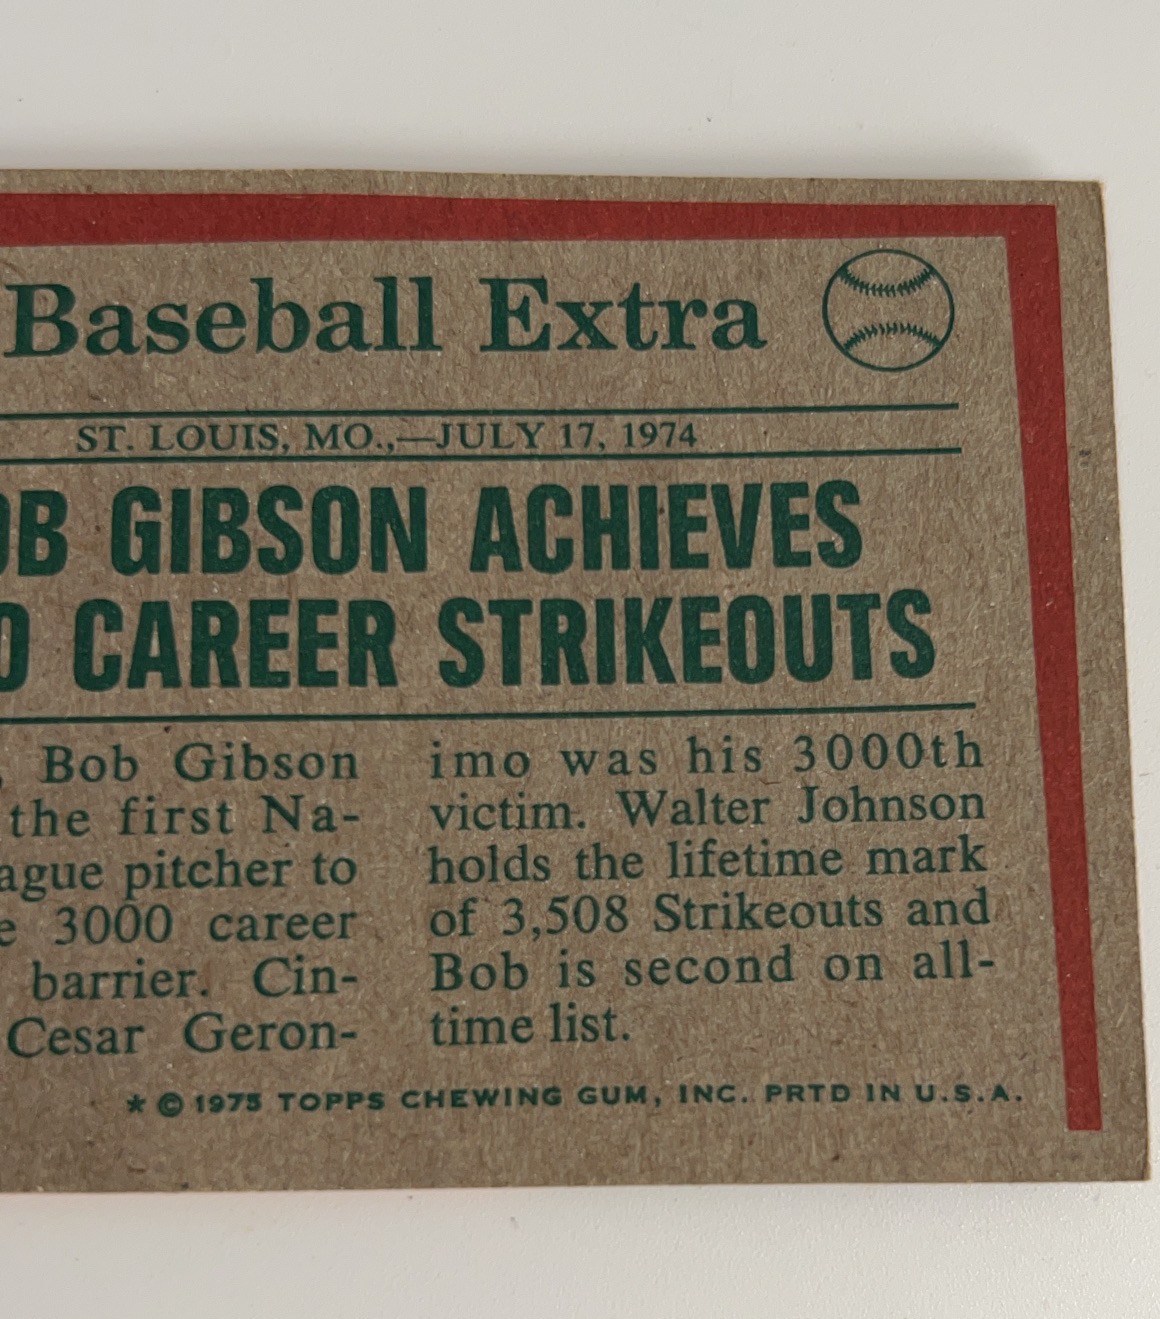 Baseball Extra
ST. LOUIS, MO.,—JULY 17, 1974
OB GIBSON ACHIEVES
0 CAREER STRIKEOUTS
, Bob Gibson
the first Na-
ague pitcher to
e 3000 career
barrier. Cin-
Cesar Geron-
imo was his 3000th
victim. Walter Johnson
holds the lifetime mark
of 3,508 Strikeouts and
Bob is second on all-
time list.
* © 1975 TOPPS CHEWING GUM, INC. PRTD IN U.S.A.